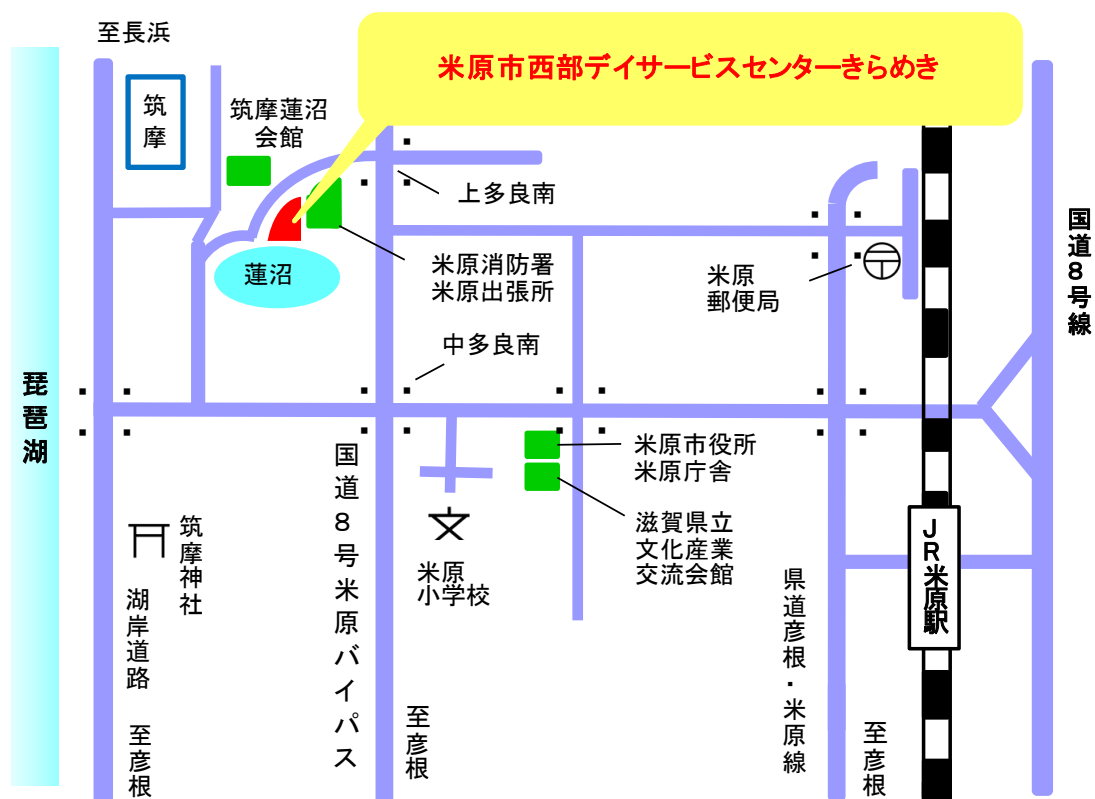 至長浜
米原市西部デイサービスセンターきらめき
筑摩
筑摩蓮沼
会館
上多良南
国道8号線
蓮沼
米原消防署
米原出張所
米原
郵便局
中多良南
琵琶湖
米原市役所
米原庁舎
国道8号米原バイパス
滋賀県立
文化産業
交流会館
筑摩神社
米原
小学校
JR米原駅
湖岸道路
県道彦根・米原線
至彦根
至彦根
至彦根